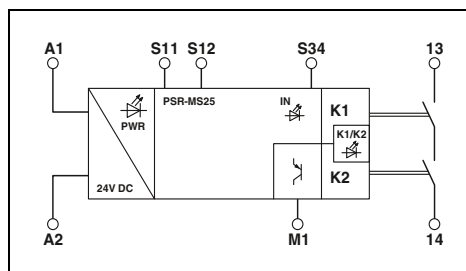 A1 S11 S12 S34 13
PSR-MS25 IN K1
PWR K1/K2
24V DC K2
A2 M1 14